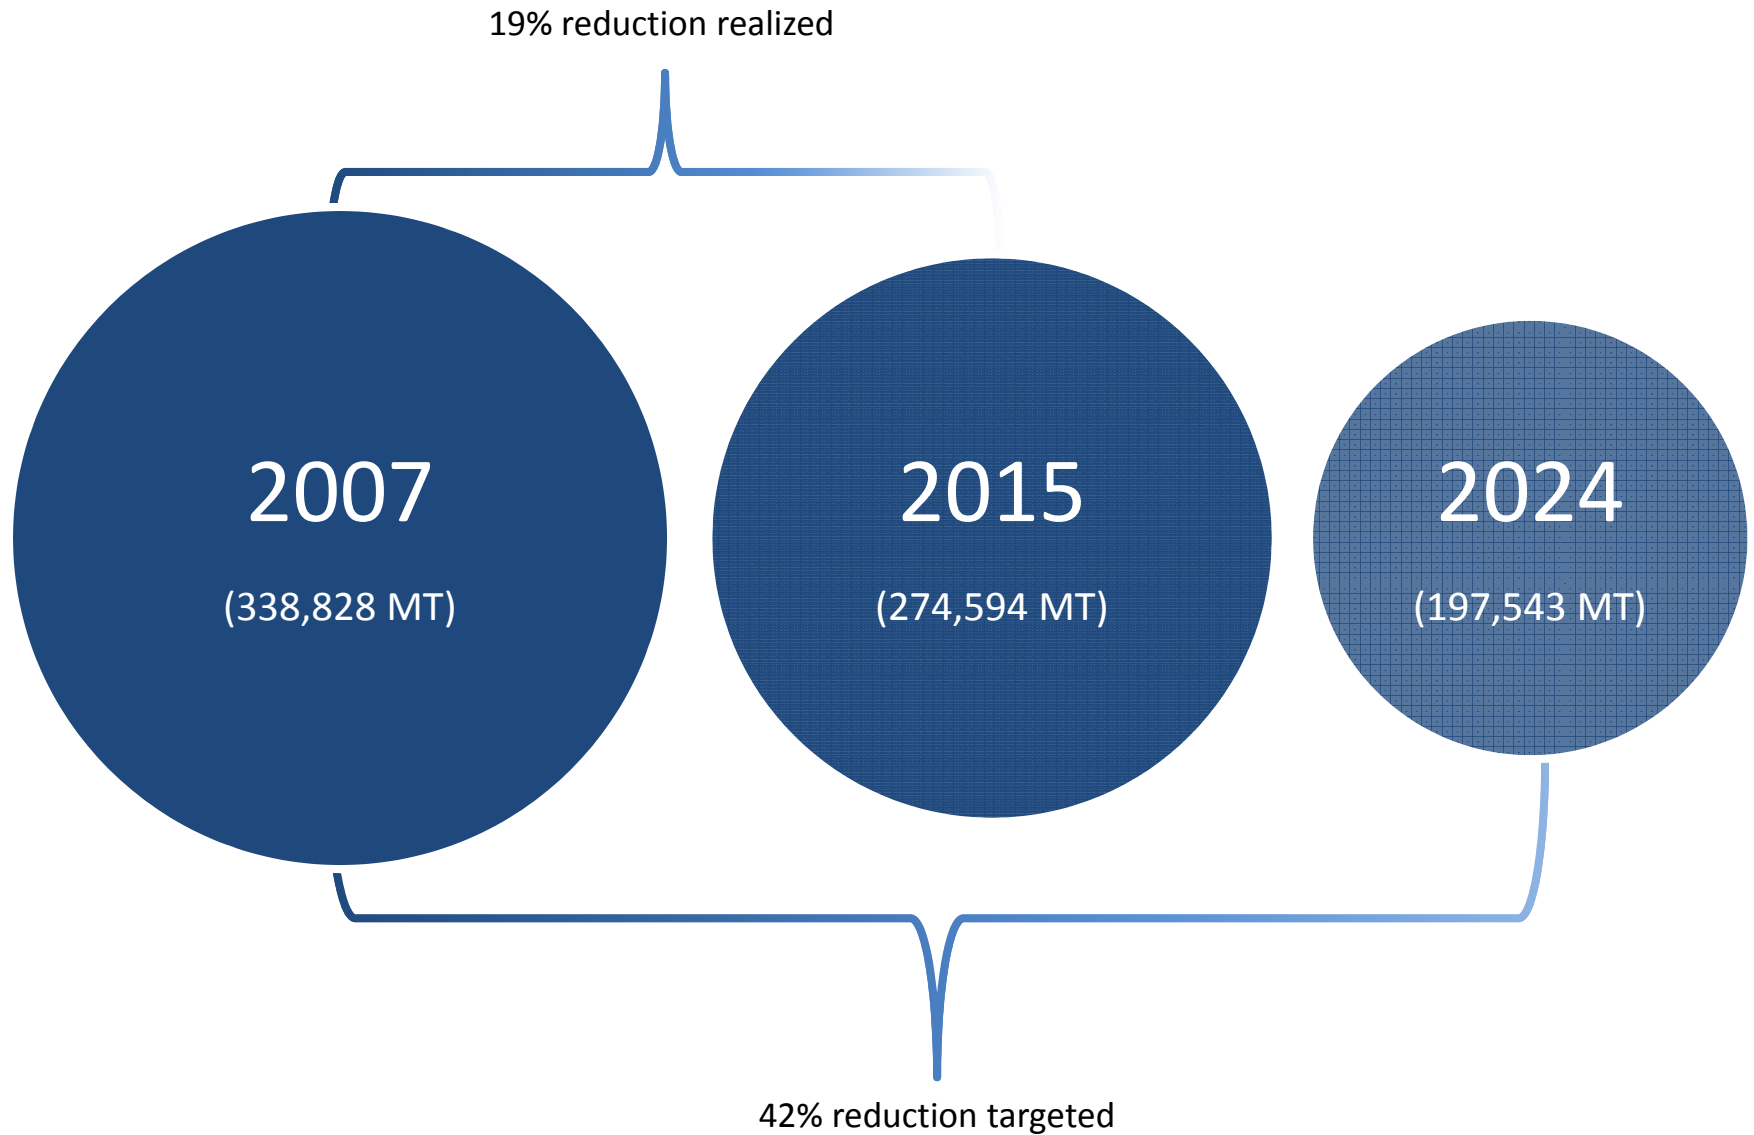 19% reduction realized
2007
(338,828 MT)
2015
(274,594 MT)
2024
(197,543 MT)
42% reduction targeted